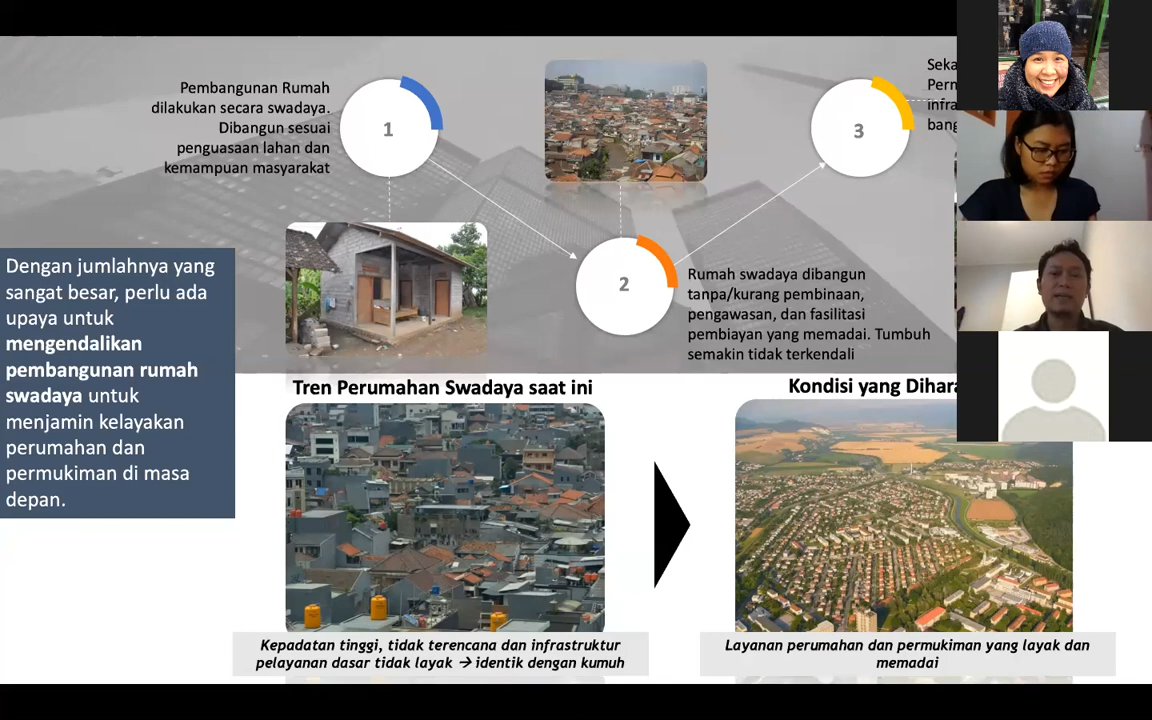 Pembangunan Rumah
dilakukan secara swadaya.
Dibangun sesuai
penguasaan lahan dan
kemampuan masyarakat
1
3
2
Rumah swadaya dibangun
tanpa/kurang pembinaan,
pengawasan, dan fasilitasi
pembiayan yang memadai. Tumbuh
semakin tidak terkendali
Dengan jumlahnya yang
sangat besar, perlu ada
upaya untuk
mengendalikan
pembangunan rumah
swadaya untuk
menjamin kelayakan
perumahan dan
permukiman di masa
depan.
Tren Perumahan Swadaya saat ini
Kondisi yang
Kepadatan tinggi, tidak terencana dan infrastruktur
pelayanan dasar tidak layak → identik dengan kumuh
Layanan perumahan dan permukiman yang layak dan
memadai